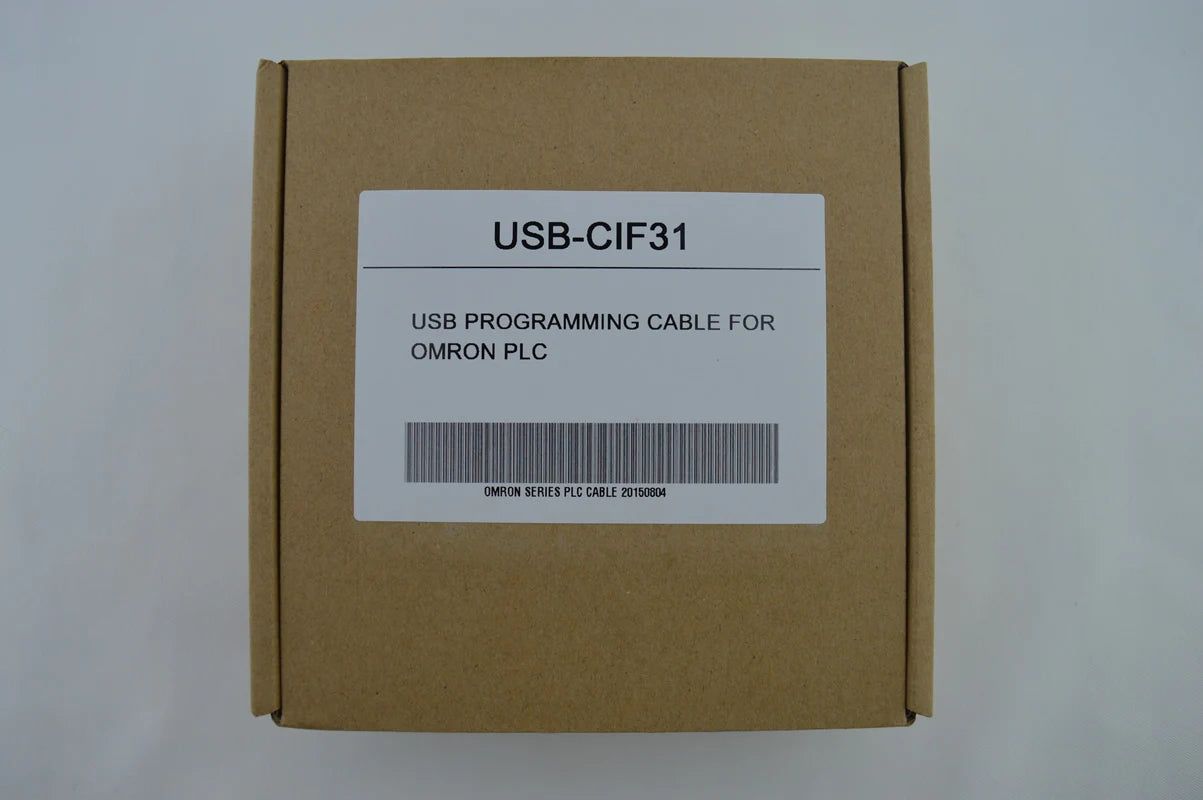 USB-CIF31
USB PROGRAMMING CABLE FOR
OMRON PLC
OMRON SERIES PLC CABLE 20150804